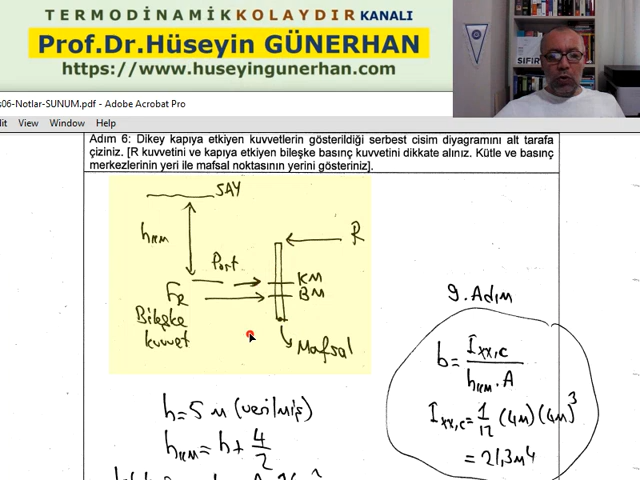 TERMODİNAMİKKOLAYDIR KANALI
Prof.Dr.Hüseyin GÜNERHAN
https://www.huseyingunerhan.com
SIFIR
s06-Notlar-SUNUM.pdf - Adobe Acrobat Pro
it View Window Help
Adım 6: Dikey kapıya etkiyen kuvvetlerin gösterildiği serbest cisim diyagramını alt tarafa
çiziniz. [R kuvvetini ve kapıya etkiyen bileşke basınç kuvvetini dikkate alınız. Kütle ve basınç
merkezlerinin yeri ile mafsal noktasının yerini gösteriniz].
SAY
hKM
R
Port
KM
FR
BM
Bileşke
kuvvet
Mafsal
h=5m (verilmiş)
hKM = h + 4/2
9. Adım
b = Ixx,c / hKM . A
Ixx,c = 1/12 (4m)(4m)³
= 21,3 m⁴